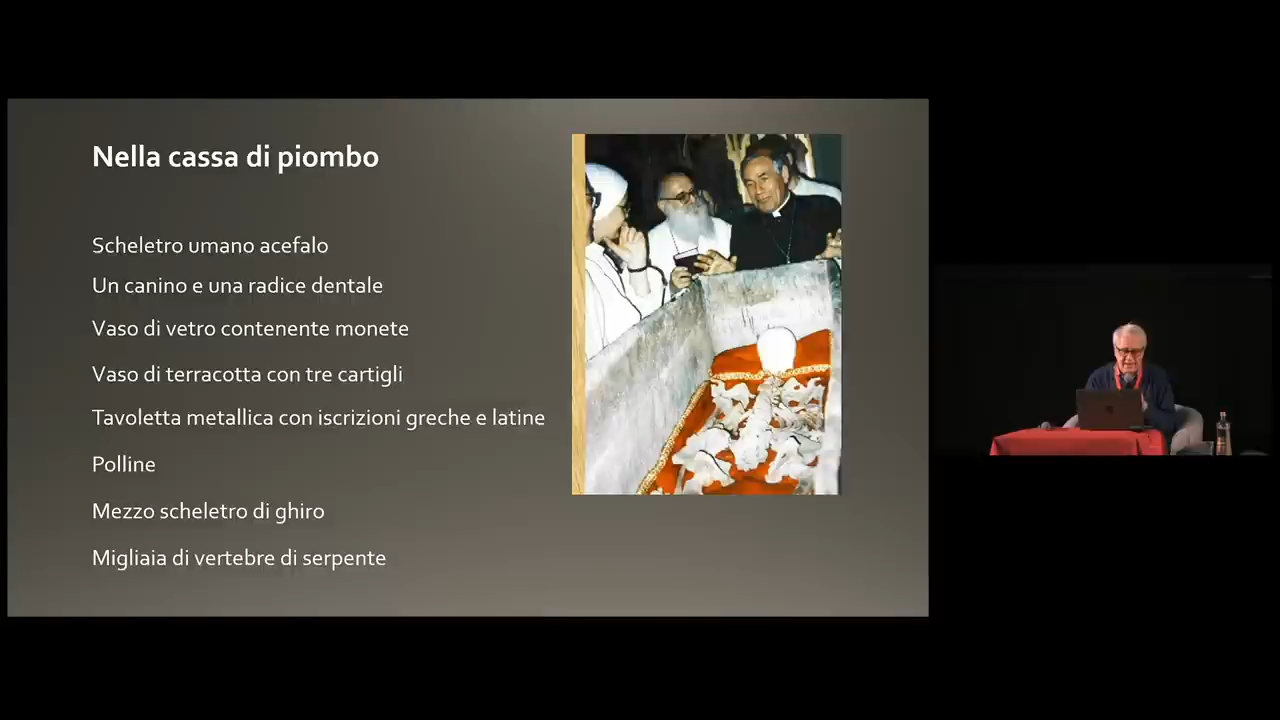 Nella cassa di piombo
Scheletro umano acefalo
Un canino e una radice dentale
Vaso di vetro contenente monete
Vaso di terracotta con tre cartigli
Tavoletta metallica con iscrizioni greche e latine
Polline
Mezzo scheletro di ghiro
Migliaia di vertebre di serpente